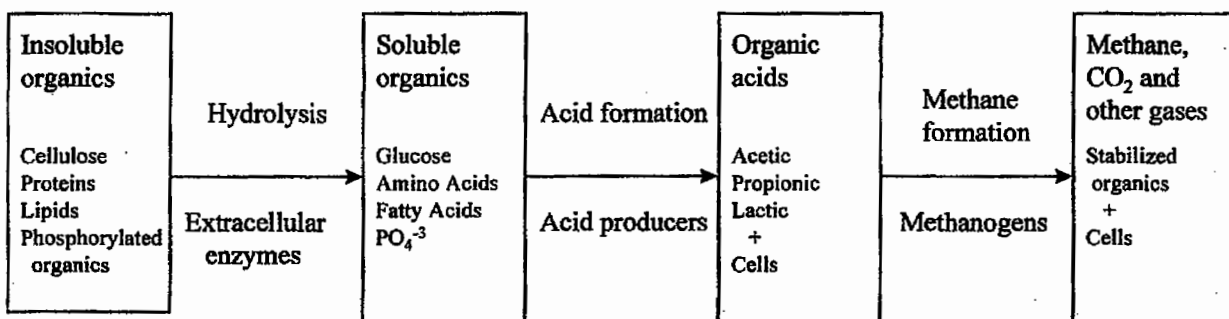 Insoluble
organics
Cellulose
Proteins
Lipids
Phosphorylated
organics
Hydrolysis
Extracellular
enzymes
Soluble
organics
Glucose
Amino Acids
Fatty Acids
PO₄⁻³
Acid formation
Acid producers
Organic
acids
Acetic
Propionic
Lactic
+
Cells
Methane
formation
Methanogens
Methane,
CO₂ and
other gases
Stabilized
organics
+
Cells